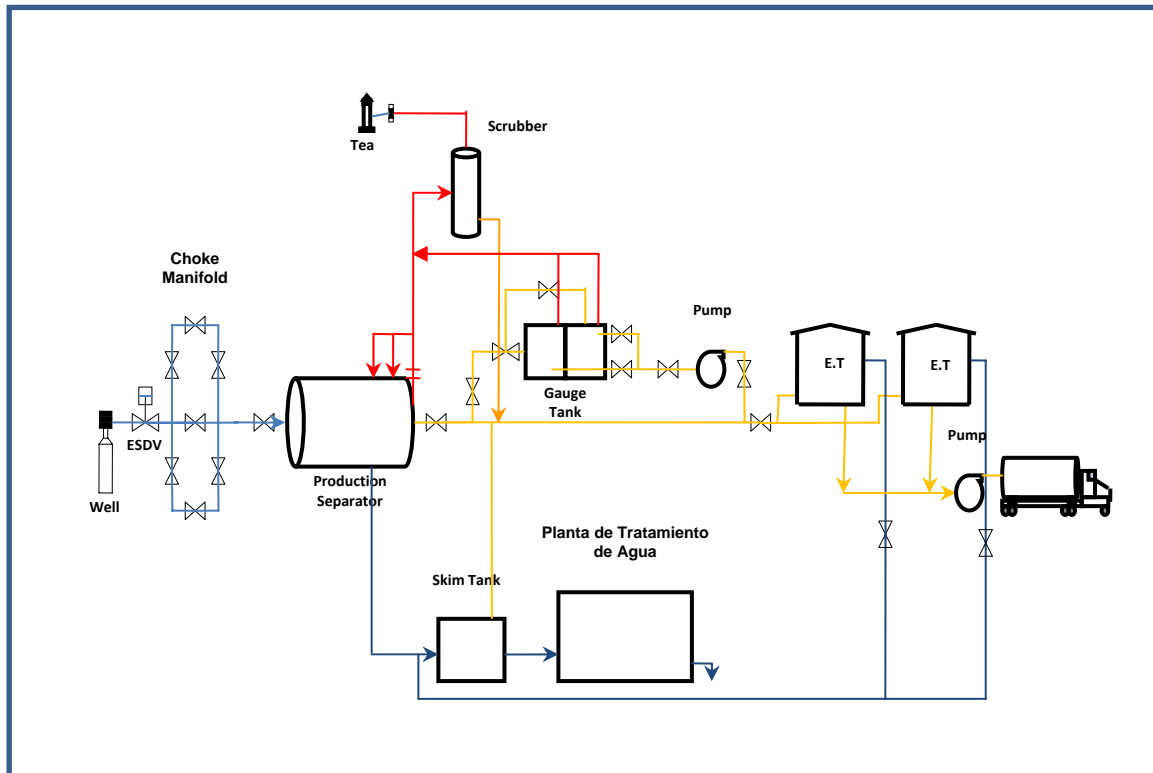 Scrubber
Tea
Choke
Manifold
Pump
E.T
E.T
Gauge
Tank
ESDV
Well
Production
Separator
Pump
Planta de Tratamiento
de Agua
Skim Tank